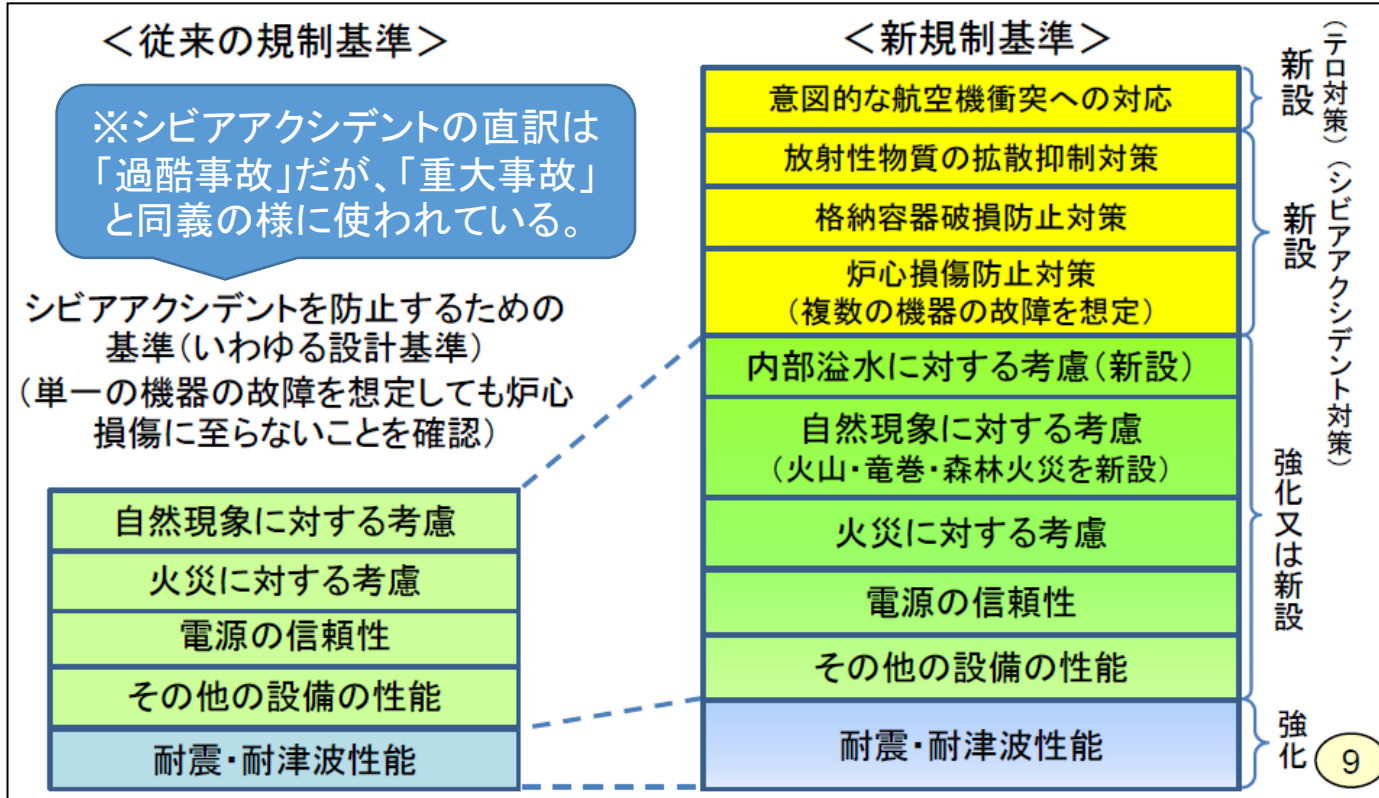 <従来の規制基準>
※シビアアクシデントの直訳は
「過酷事故」だが、「重大事故」
と同義の様に使われている。
シビアアクシデントを防止するための
基準(いわゆる設計基準)
(単一の機器の故障を想定しても炉心
損傷に至らないことを確認)
自然現象に対する考慮
火災に対する考慮
電源の信頼性
その他の設備の性能
耐震・耐津波性能
<新規制基準>
意図的な航空機衝突への対応
放射性物質の拡散抑制対策
格納容器破損防止対策
炉心損傷防止対策
(複数の機器の故障を想定)
内部溢水に対する考慮(新設)
自然現象に対する考慮
(火山・竜巻・森林火災を新設)
火災に対する考慮
電源の信頼性
その他の設備の性能
耐震・耐津波性能
新設
(テロ対策)
新設
(シビアアクシデント対策)
強化又は新設
強化
9